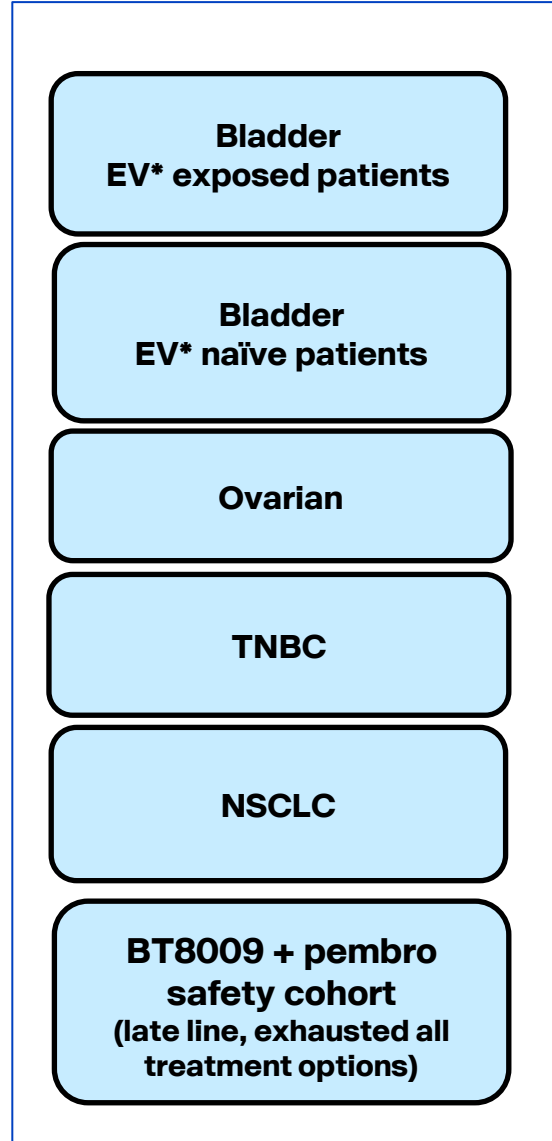 Bladder
EV* exposed patients
Bladder
EV* naïve patients
Ovarian
TNBC
NSCLC
BT8009 + pembro
safety cohort
(late line, exhausted all
treatment options)